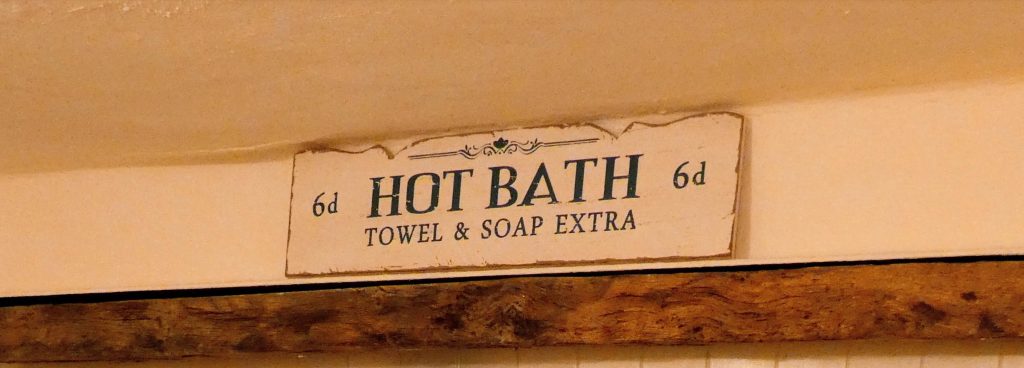 6d HOT BATH 6d
TOWEL & SOAP EXTRA